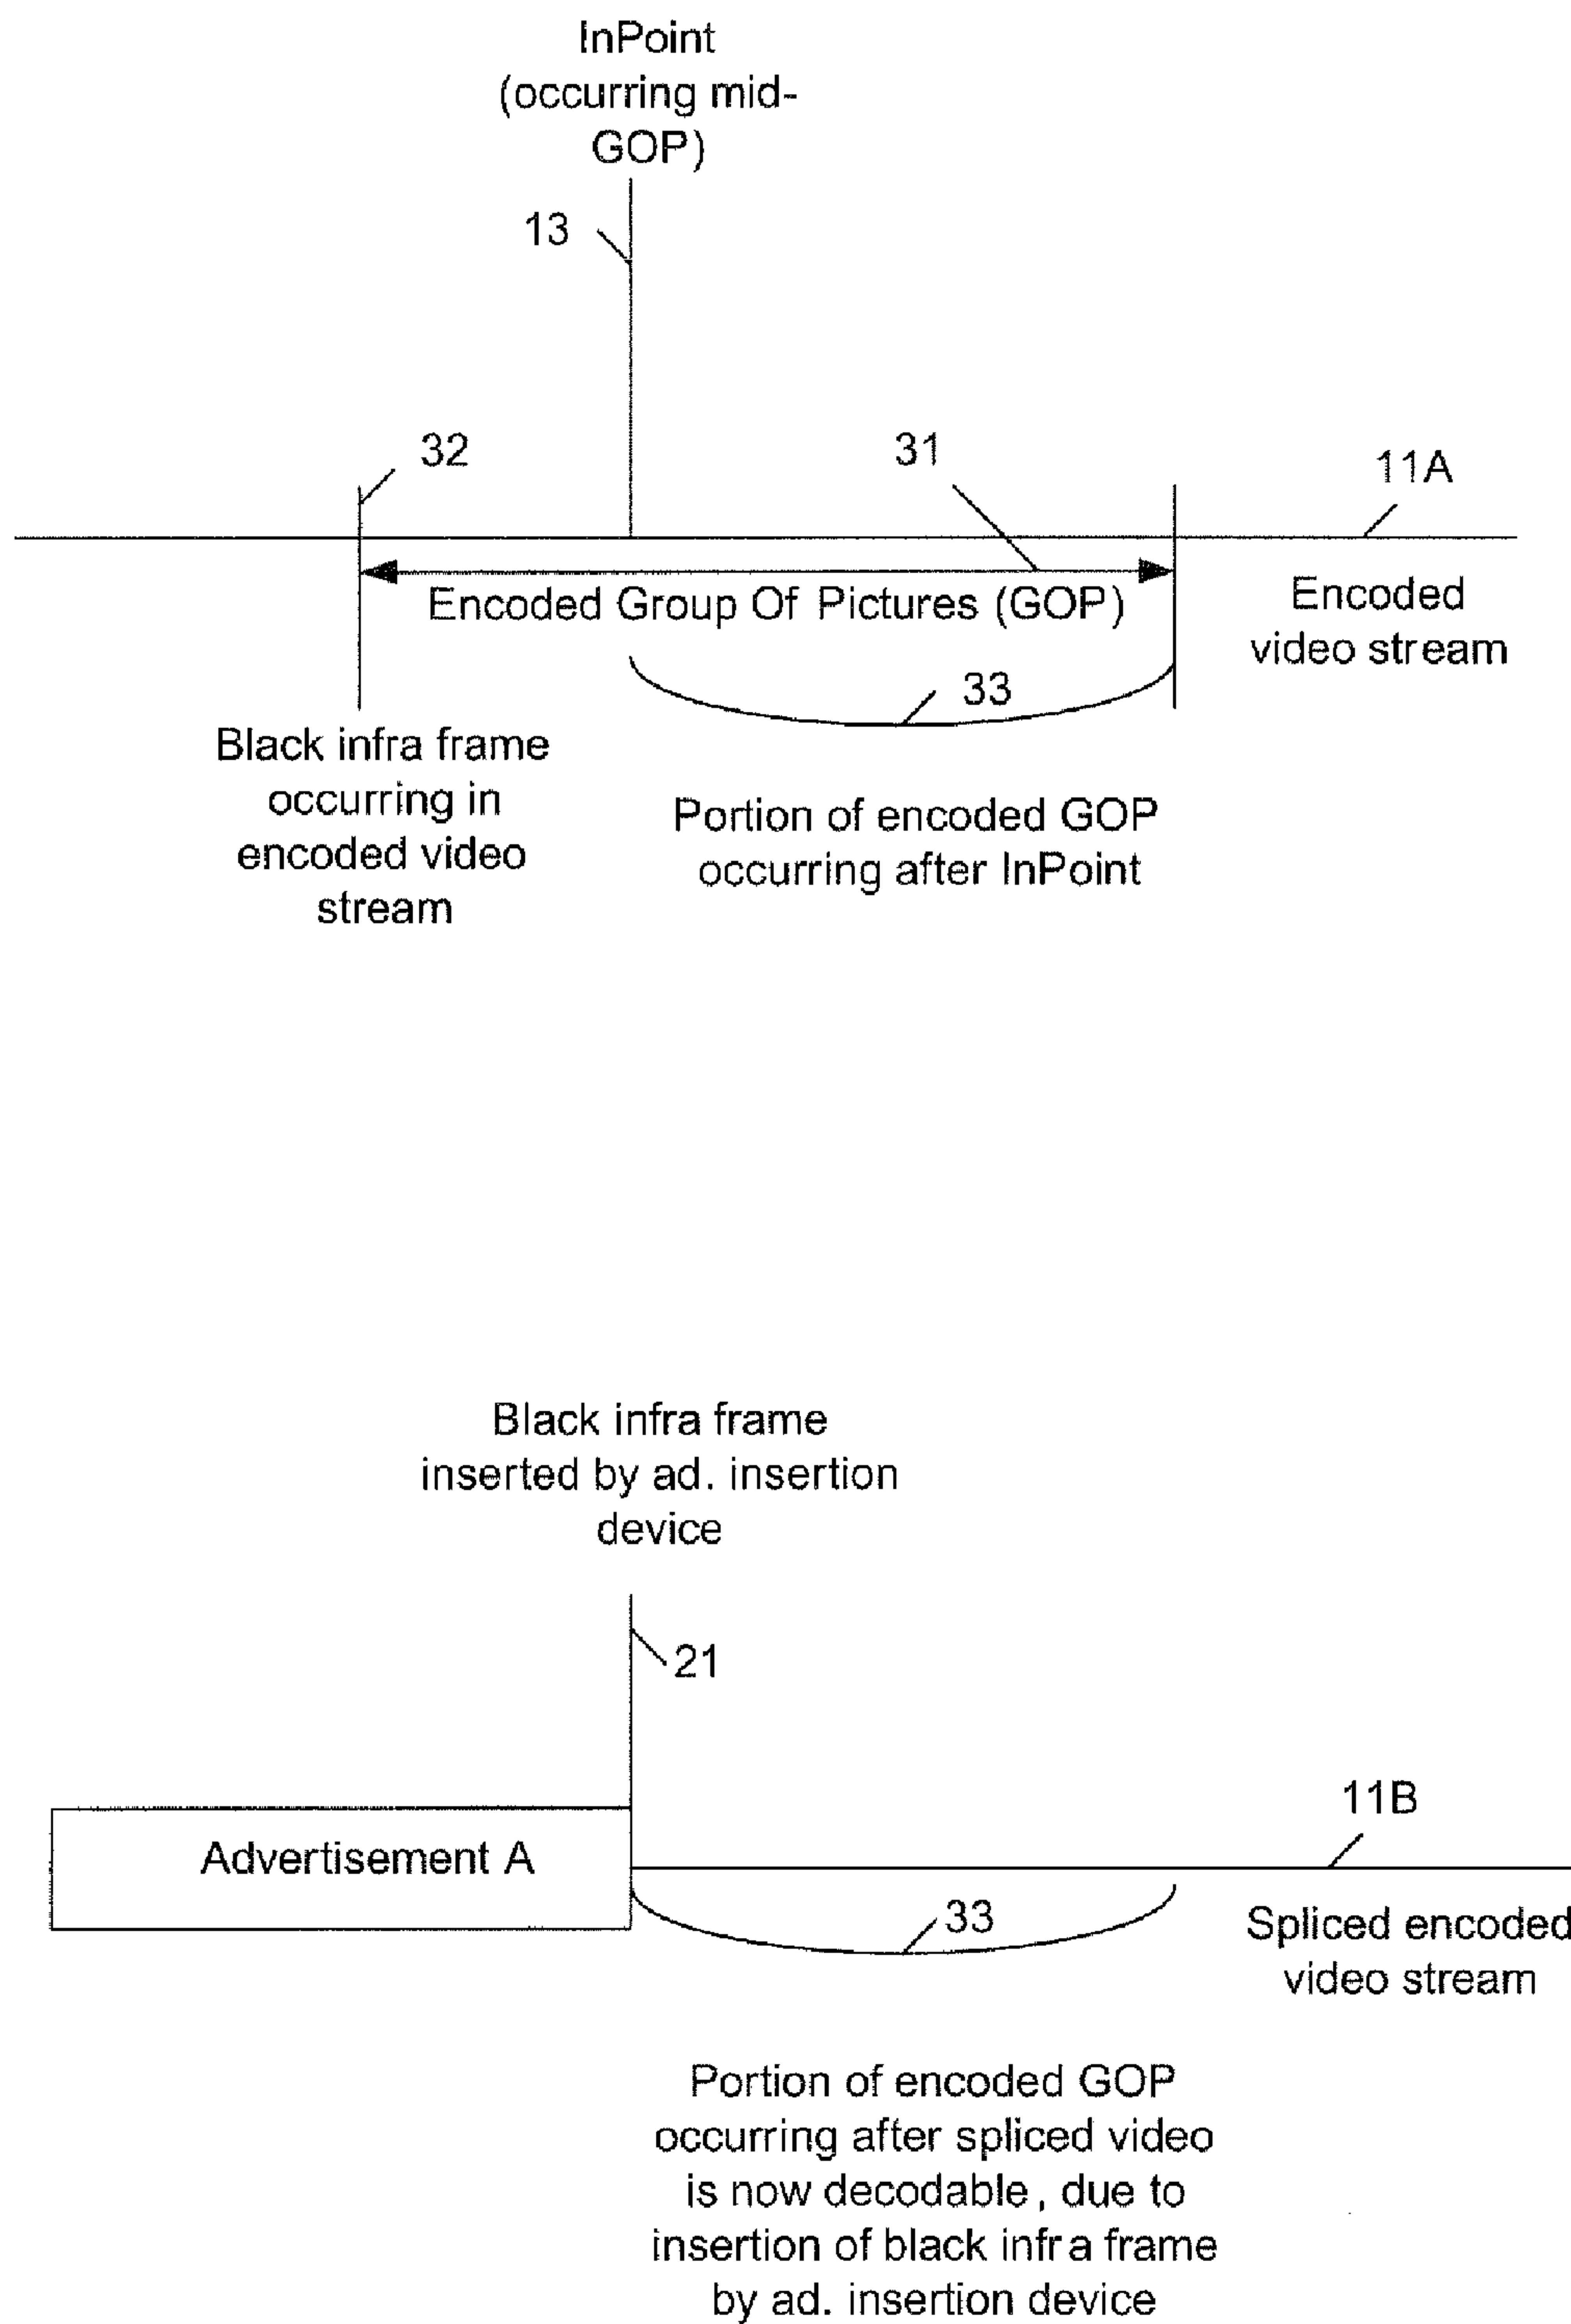 InPoint
(occurring mid-
GOP)
13
32
31
11A
Encoded Group Of Pictures (GOP)
Encoded
video stream
33
Black infra frame
occurring in
encoded video
stream
Portion of encoded GOP
occurring after InPoint
Black infra frame
inserted by ad. insertion
device
21
11B
Advertisement A
33
Spliced encoded
video stream
Portion of encoded GOP
occurring after spliced video
is now decodable, due to
insertion of black infra frame
by ad. insertion device